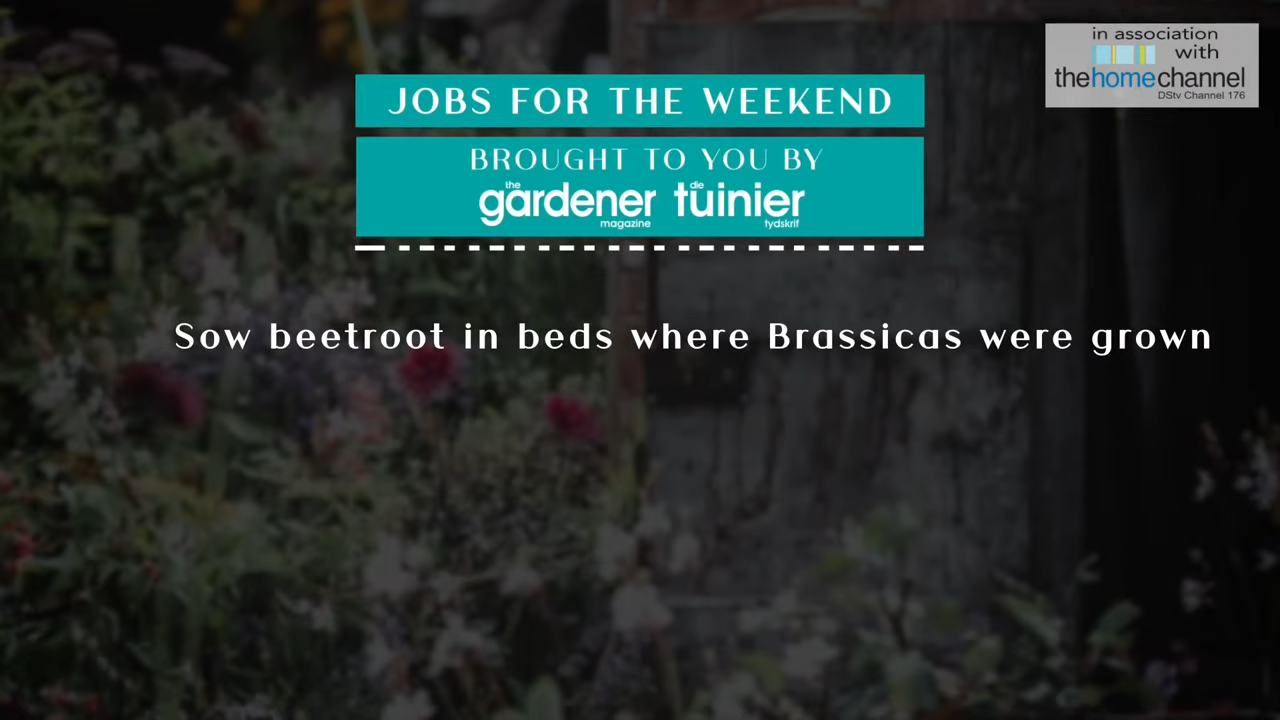 in association
with
thehomechannel
DStv Channel 176
JOBS FOR THE WEEKEND
BROUGHT TO YOU BY
the gardener magazine
die tuinier tydskrif
Sow beetroot in beds where Brassicas were grown